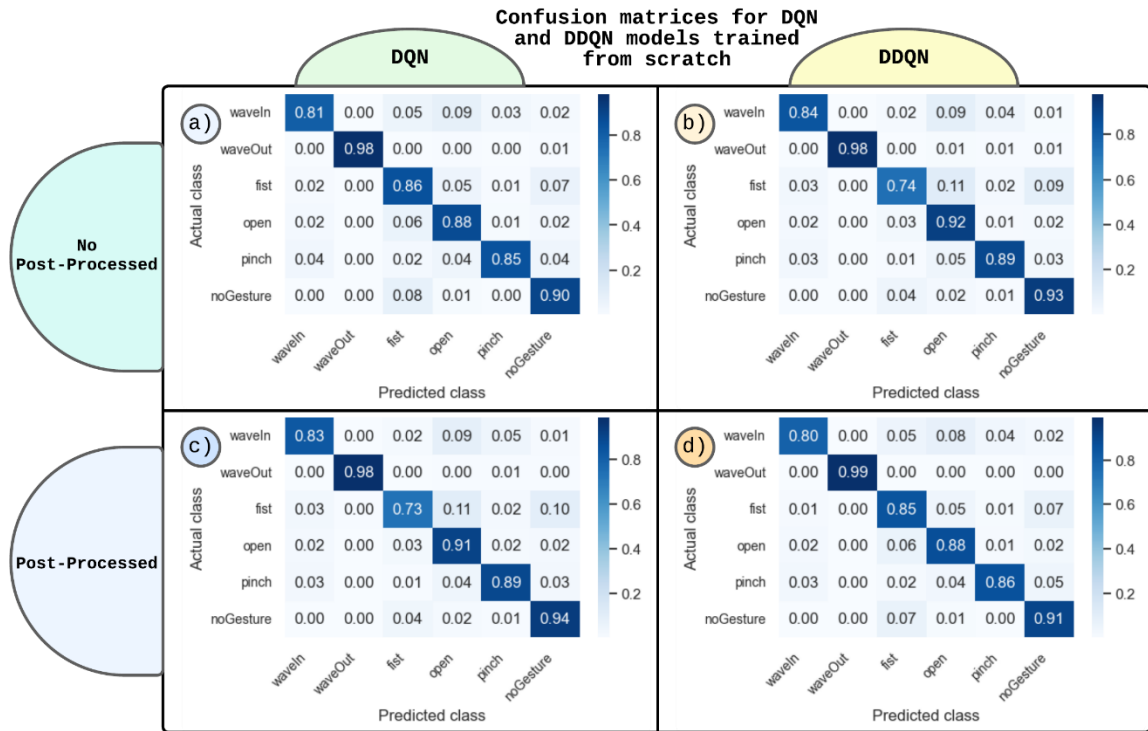 Confusion matrices for DQN
and DDQN models trained
from scratch
DQN
DDQN
No
Post-Processed
Post-Processed
a)
Actual class
waveIn 0.81 0.00 0.05 0.09 0.03 0.02
waveOut 0.00 0.98 0.00 0.00 0.00 0.01
fist 0.02 0.00 0.86 0.05 0.01 0.07
open 0.02 0.00 0.06 0.88 0.01 0.02
pinch 0.04 0.00 0.02 0.04 0.85 0.04
noGesture 0.00 0.00 0.08 0.01 0.00 0.90
waveIn waveOut fist open pinch noGesture
Predicted class
0.8
0.6
0.4
0.2
b)
Actual class
waveIn 0.84 0.00 0.02 0.09 0.04 0.01
waveOut 0.00 0.98 0.00 0.01 0.01 0.01
fist 0.03 0.00 0.74 0.11 0.02 0.09
open 0.02 0.00 0.03 0.92 0.01 0.02
pinch 0.03 0.00 0.01 0.05 0.89 0.03
noGesture 0.00 0.00 0.04 0.02 0.01 0.93
waveIn waveOut fist open pinch noGesture
Predicted class
0.8
0.6
0.4
0.2
c)
Actual class
waveIn 0.83 0.00 0.02 0.09 0.05 0.01
waveOut 0.00 0.98 0.00 0.00 0.01 0.00
fist 0.03 0.00 0.73 0.11 0.02 0.10
open 0.02 0.00 0.03 0.91 0.02 0.02
pinch 0.03 0.00 0.01 0.04 0.89 0.03
noGesture 0.00 0.00 0.04 0.02 0.01 0.94
waveIn waveOut fist open pinch noGesture
Predicted class
0.8
0.6
0.4
0.2
d)
Actual class
waveIn 0.80 0.00 0.05 0.08 0.04 0.02
waveOut 0.00 0.99 0.00 0.00 0.00 0.00
fist 0.01 0.00 0.85 0.05 0.01 0.07
open 0.02 0.00 0.06 0.88 0.01 0.02
pinch 0.03 0.00 0.02 0.04 0.86 0.05
noGesture 0.00 0.00 0.07 0.01 0.00 0.91
waveIn waveOut fist open pinch noGesture
Predicted class
0.8
0.6
0.4
0.2